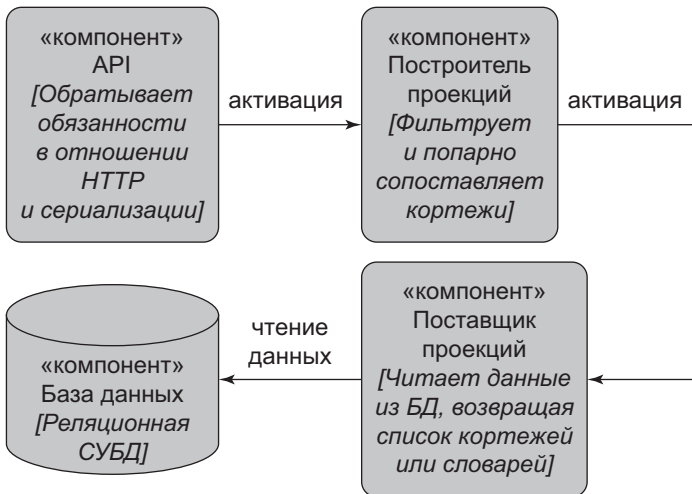 «компонент»
API
[Обратывает
обязанности
в отношении
HTTP
и сериализации]
активация
«компонент»
Построитель
проекций
[Фильтрует
и попарно
сопоставляет
кортежи]
активация
«компонент»
Поставщик
проекций
[Читает данные
из БД, возвращая
список кортежей
или словарей]
чтение
данных
«компонент»
База данных
[Реляционная
СУБД]